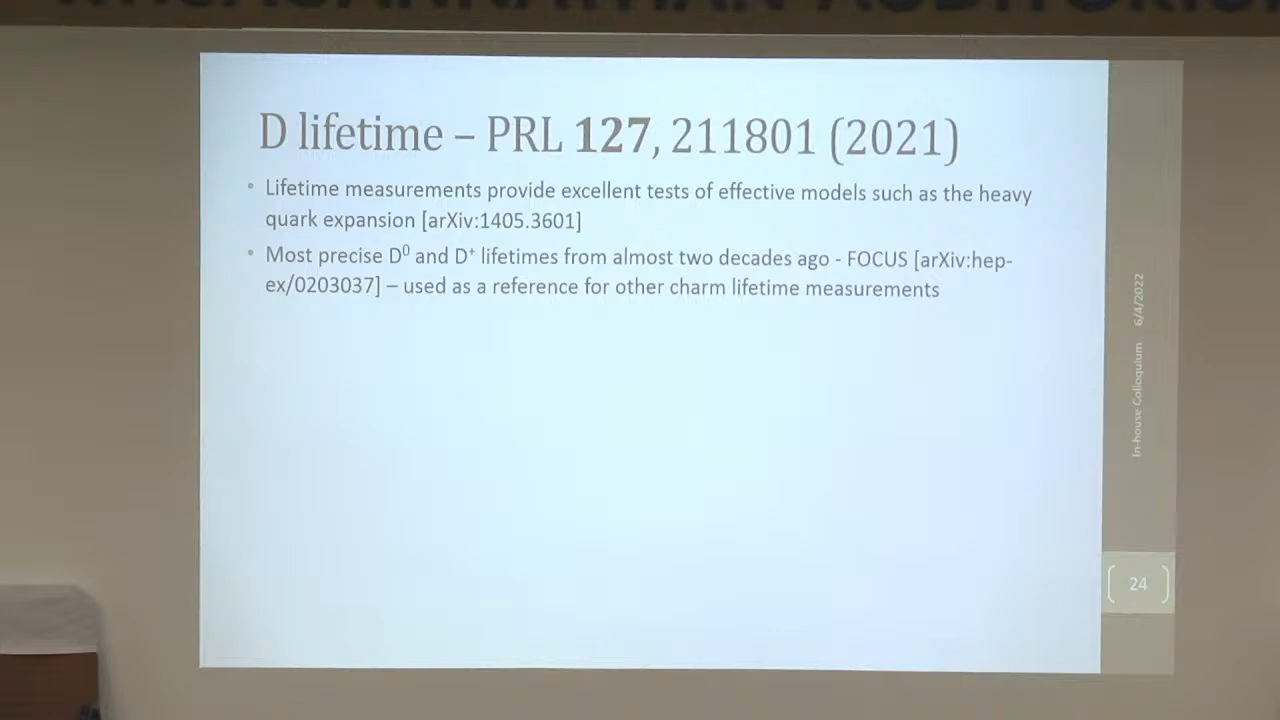 AUDITORIUM
D lifetime – PRL 127, 211801 (2021)
• Lifetime measurements provide excellent tests of effective models such as the heavy
quark expansion [arXiv:1405.3601]
• Most precise D⁰ and D⁺ lifetimes from almost two decades ago - FOCUS [arXiv:hep-
ex/0203037] – used as a reference for other charm lifetime measurements
In-house Colloquium 6/4/2022
24